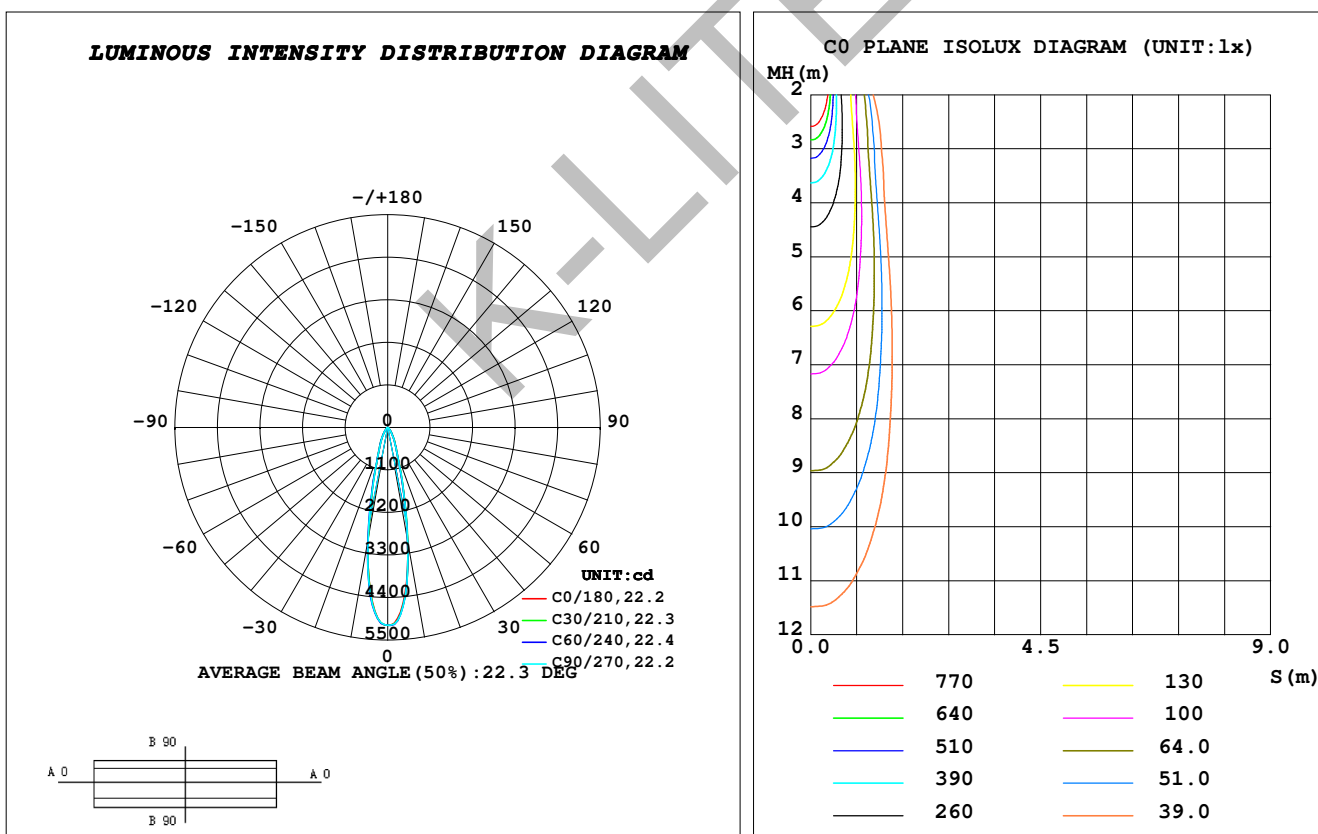 LUMINOUS INTENSITY DISTRIBUTION DIAGRAM
-/+180
-150 150
-120 120
-90 0 90
1100
2200
-60 3300 60
UNIT:cd
4400 C0/180,22.2
C30/210,22.3
-30 5500 30 C60/240,22.4
0 C90/270,22.2
AVERAGE BEAM ANGLE(50%):22.3 DEG
B 90
A 0 A 0
B 90
C0 PLANE ISOLUX DIAGRAM (UNIT:lx)
MH(m)
2
3
4
5
6
7
8
9
10
11
12
0.0 4.5 9.0
S(m)
770 130
640 100
510 64.0
390 51.0
260 39.0
K-LITE